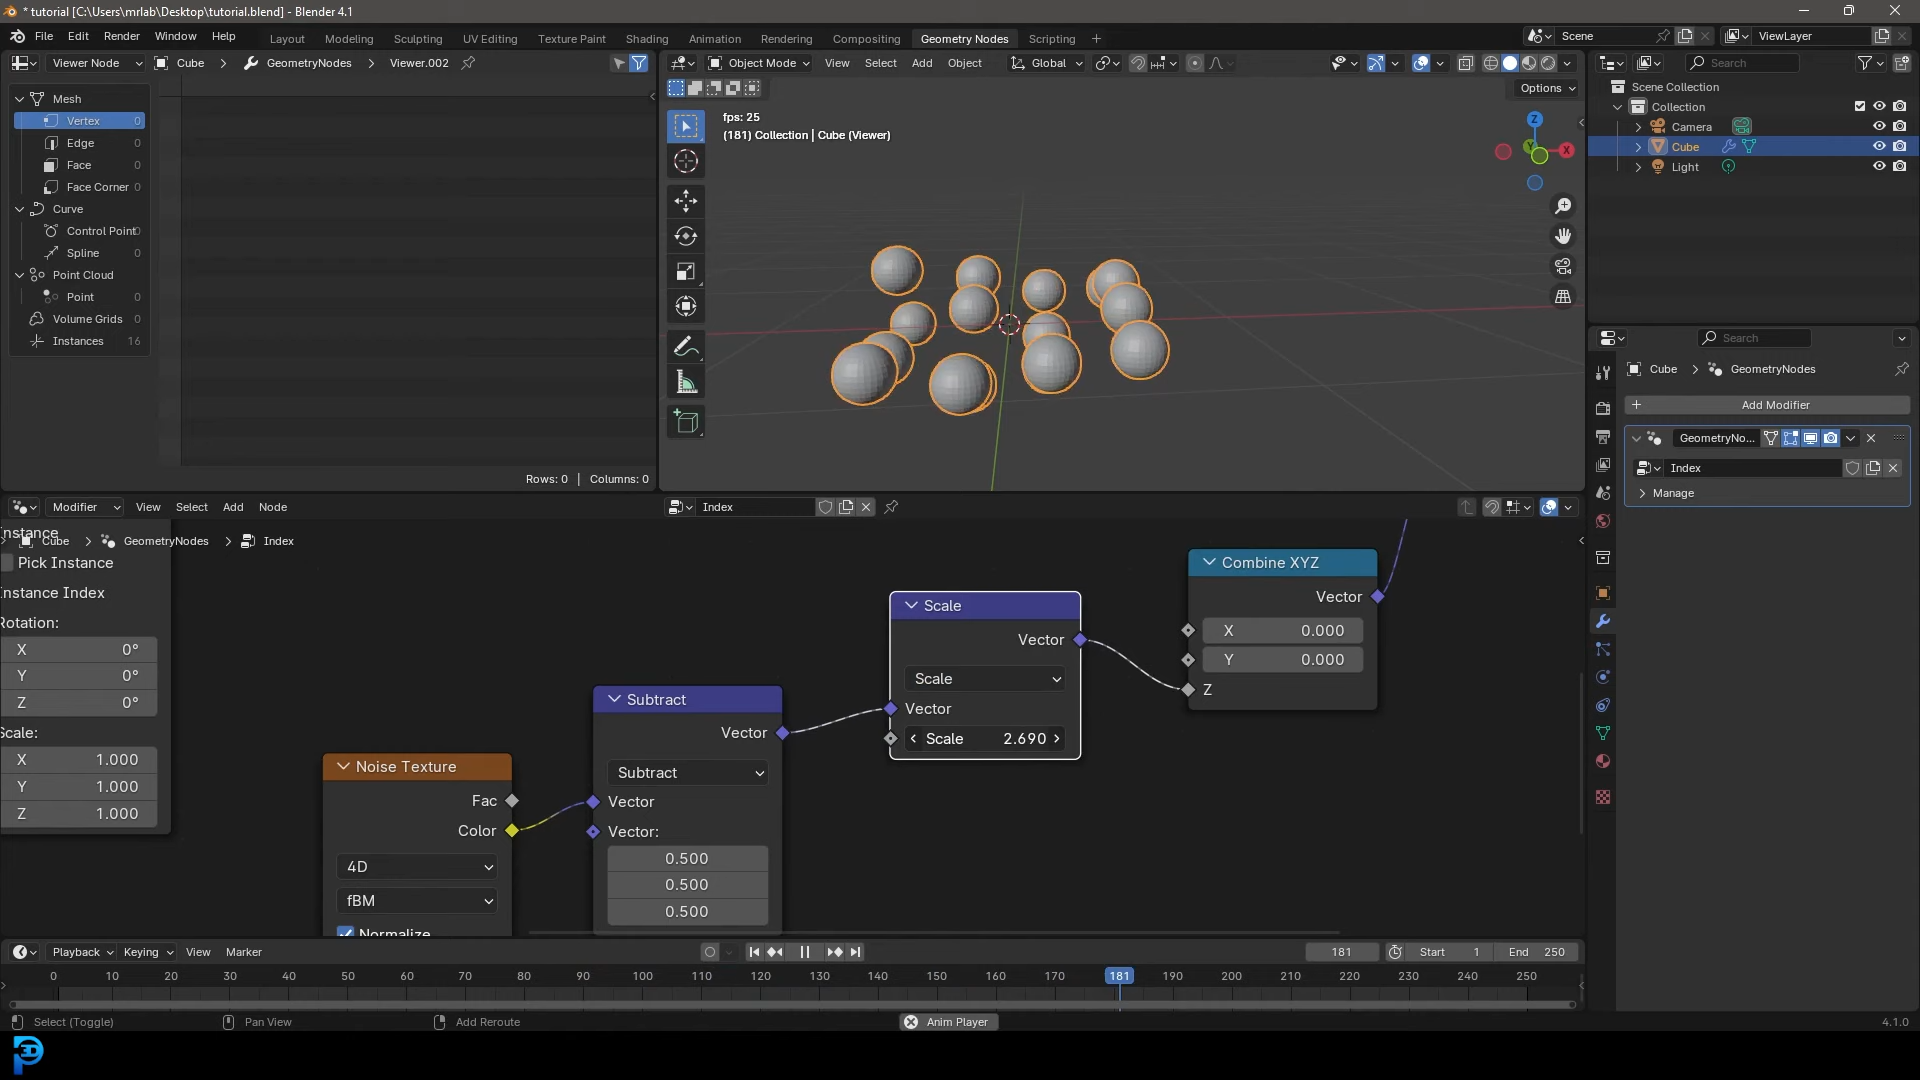 * tutorial [C:\Users\mrlab\Desktop\tutorial.blend] - Blender 4.1
File Edit Render Window Help
Layout Modeling Sculpting UV Editing Texture Paint Shading Animation Rendering Compositing Geometry Nodes Scripting +
Scene
ViewLayer
Viewer Node
Cube > GeometryNodes > Viewer.002
Mesh
Vertex 0
Edge 0
Face 0
Face Corner 0
Curve
Control Point 0
Spline 0
Point Cloud
Point 0
Volume Grids 0
Instances 16
Rows: 0 | Columns: 0
Object Mode View Select Add Object
Global
Options
fps: 25
(181) Collection | Cube (Viewer)
Z
Y
X
Search
Scene Collection
Collection
Camera
Cube
Light
Search
Cube > GeometryNodes
+ Add Modifier
GeometryNo...
Index
Manage
Modifier View Select Add Node
Index
Instance
Cube > GeometryNodes > Index
Pick Instance
Instance Index
Rotation:
X 0°
Y 0°
Z 0°
Scale:
X 1.000
Y 1.000
Z 1.000
Noise Texture
Fac
Color
4D
fBM
Normalize
Subtract
Vector
Subtract
Vector
Vector:
0.500
0.500
0.500
Scale
Vector
Scale
Vector
Scale 2.690
Combine XYZ
Vector
X 0.000
Y 0.000
Z
Playback Keying View Marker
181
Start 1
End 250
0 10 20 30 40 50 60 70 80 90 100 110 120 130 140 150 160 170 181 190 200 210 220 230 240 250
Select (Toggle)
Pan View
Add Reroute
Anim Player
4.1.0